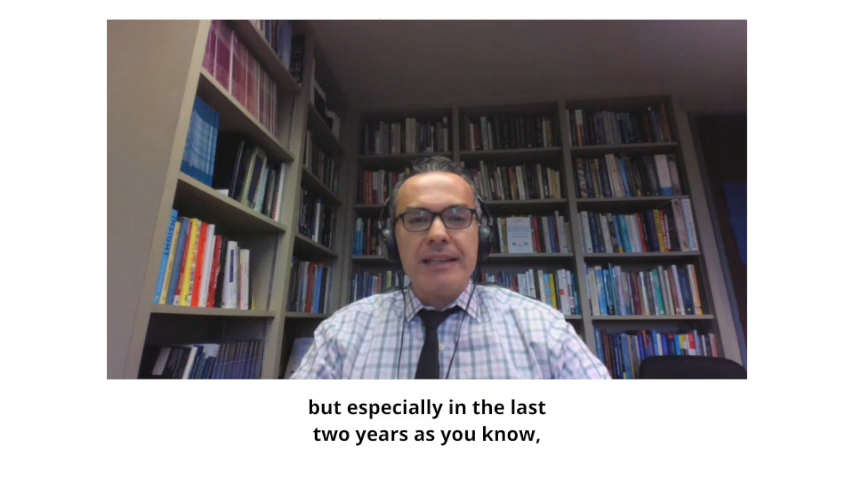 but especially in the last
two years as you know,